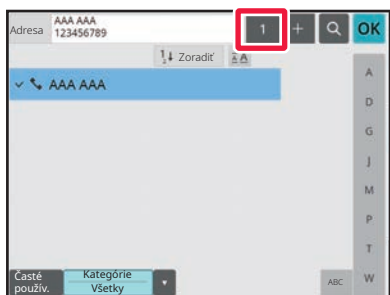 Adresa
AAA AAA
123456789
1
+
OK
Zoradiť
AAA AAA
A
D
G
J
M
P
T
W
Časté
použív.
Kategórie
Všetky
ABC